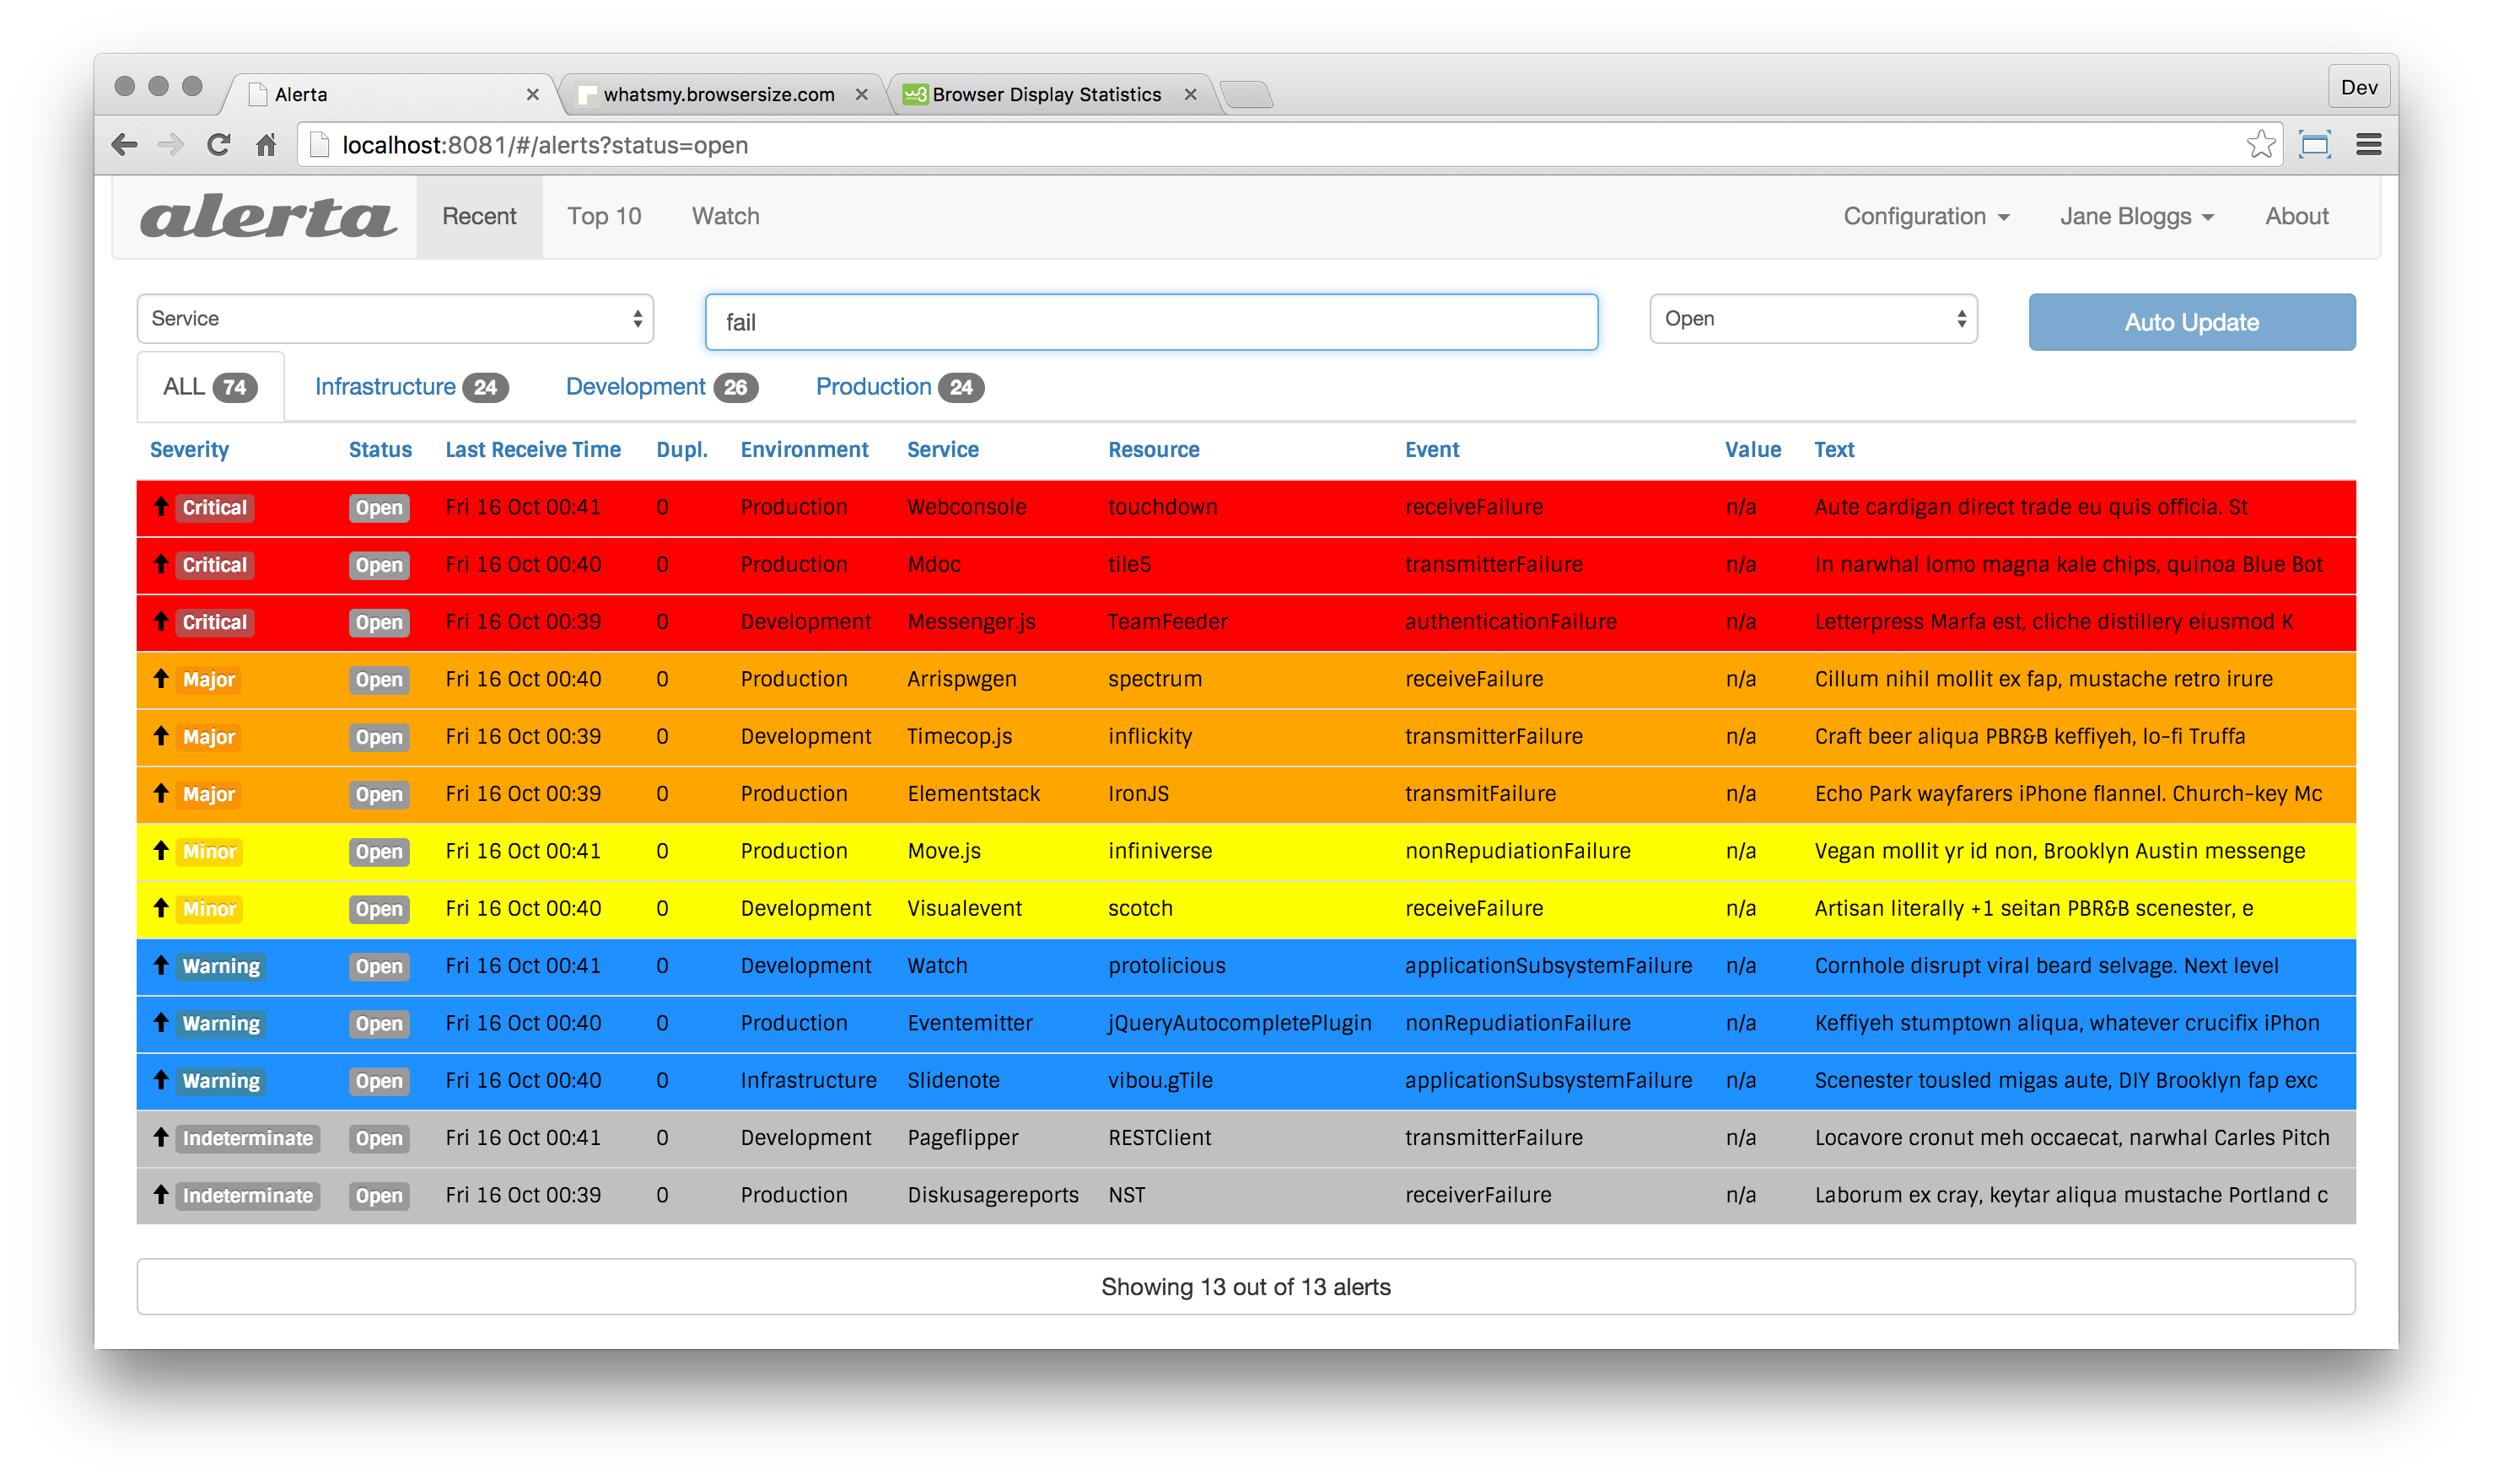 Alerta
whatsmy.browsersize.com
Browser Display Statistics
Dev
localhost:8081/#/alerts?status=open
alerta Recent Top 10 Watch Configuration Jane Bloggs About
Service fail Open Auto Update
ALL 74 Infrastructure 24 Development 26 Production 24
Severity Status Last Receive Time Dupl. Environment Service Resource Event Value Text
Critical Open Fri 16 Oct 00:41 0 Production Webconsole touchdown receiveFailure n/a Aute cardigan direct trade eu quis officia. St
Critical Open Fri 16 Oct 00:40 0 Production Mdoc tile5 transmitterFailure n/a In narwhal lomo magna kale chips, quinoa Blue Bot
Critical Open Fri 16 Oct 00:39 0 Development Messenger.js TeamFeeder authenticationFailure n/a Letterpress Marfa est, cliche distillery eiusmod K
Major Open Fri 16 Oct 00:40 0 Production Arrispwgen spectrum receiveFailure n/a Cillum nihil mollit ex fap, mustache retro irure
Major Open Fri 16 Oct 00:39 0 Development Timecop.js inflickity transmitterFailure n/a Craft beer aliqua PBR&B keffiyeh, lo-fi Truffa
Major Open Fri 16 Oct 00:39 0 Production Elementstack IronJS transmitFailure n/a Echo Park wayfarers iPhone flannel. Church-key Mc
Minor Open Fri 16 Oct 00:41 0 Production Move.js infiniverse nonRepudiationFailure n/a Vegan mollit yr id non, Brooklyn Austin messenge
Minor Open Fri 16 Oct 00:40 0 Development Visualevent scotch receiveFailure n/a Artisan literally +1 seitan PBR&B scenester, e
Warning Open Fri 16 Oct 00:41 0 Development Watch protolicious applicationSubsystemFailure n/a Cornhole disrupt viral beard selvage. Next level
Warning Open Fri 16 Oct 00:40 0 Production Eventemitter jQueryAutocompletePlugin nonRepudiationFailure n/a Keffiyeh stumptown aliqua, whatever crucifix iPhon
Warning Open Fri 16 Oct 00:40 0 Infrastructure Slidenote vibou.gTile applicationSubsystemFailure n/a Scenester tousled migas aute, DIY Brooklyn fap exc
Indeterminate Open Fri 16 Oct 00:41 0 Development Pageflipper RESTClient transmitterFailure n/a Locavore cronut meh occaecat, narwhal Carles Pitch
Indeterminate Open Fri 16 Oct 00:39 0 Production Diskusagereports NST receiverFailure n/a Laborum ex cray, keytar aliqua mustache Portland c
Showing 13 out of 13 alerts